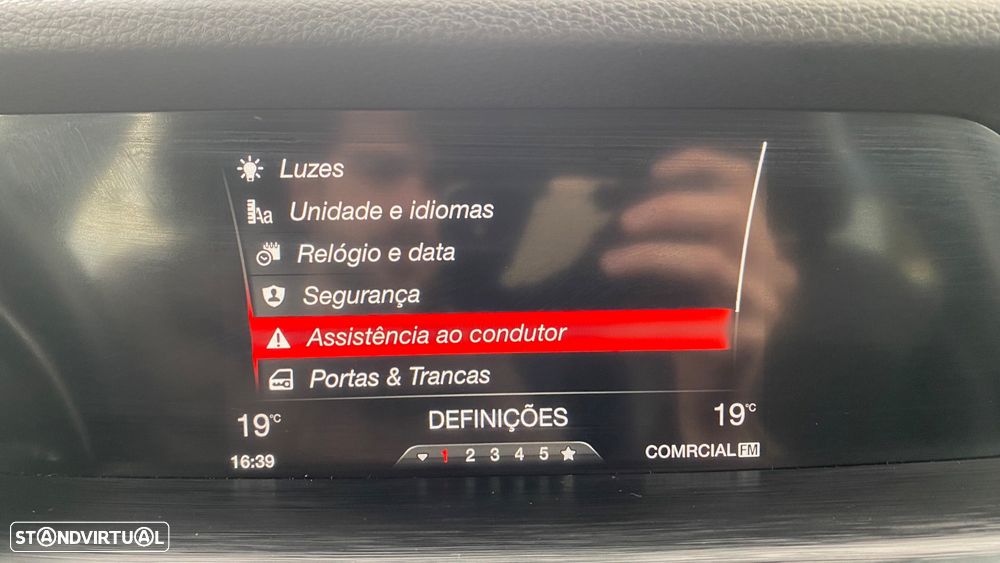 Luzes
Aa Unidade e idiomas
Relógio e data
Segurança
Assistência ao condutor
Portas & Trancas
19°C DEFINIÇÕES 19°C
16:39 1 2 3 4 5 COMRCIAL FM
STANDVIRTUAL